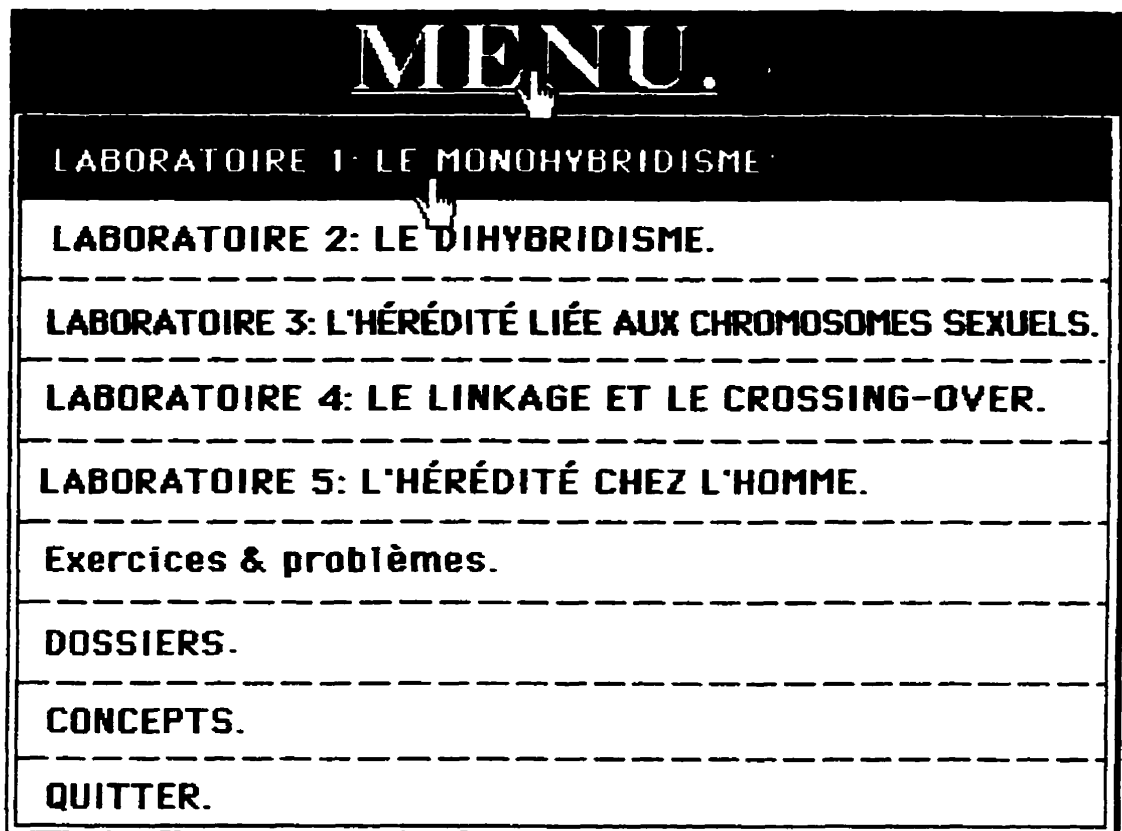 MENU.
LABORATOIRE 1: LE MONOHYBRIDISME
LABORATOIRE 2: LE DIHYBRIDISME.
LABORATOIRE 3: L'HÉRÉDITÉ LIÉE AUX CHROMOSOMES SEXUELS.
LABORATOIRE 4: LE LINKAGE ET LE CROSSING-OVER.
LABORATOIRE 5: L'HÉRÉDITÉ CHEZ L'HOMME.
Exercices & problèmes.
DOSSIERS.
CONCEPTS.
QUITTER.